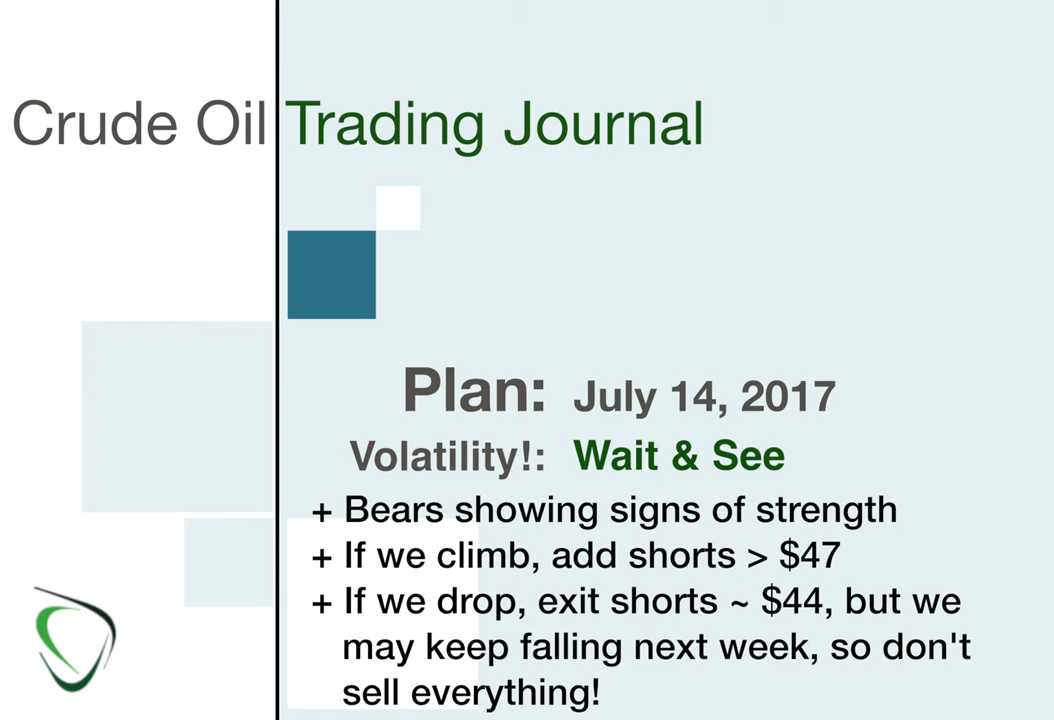 Crude Oil Trading Journal
Plan: July 14, 2017
Volatility!: Wait & See
+ Bears showing signs of strength
+ If we climb, add shorts > $47
+ If we drop, exit shorts ~ $44, but we
may keep falling next week, so don't
sell everything!